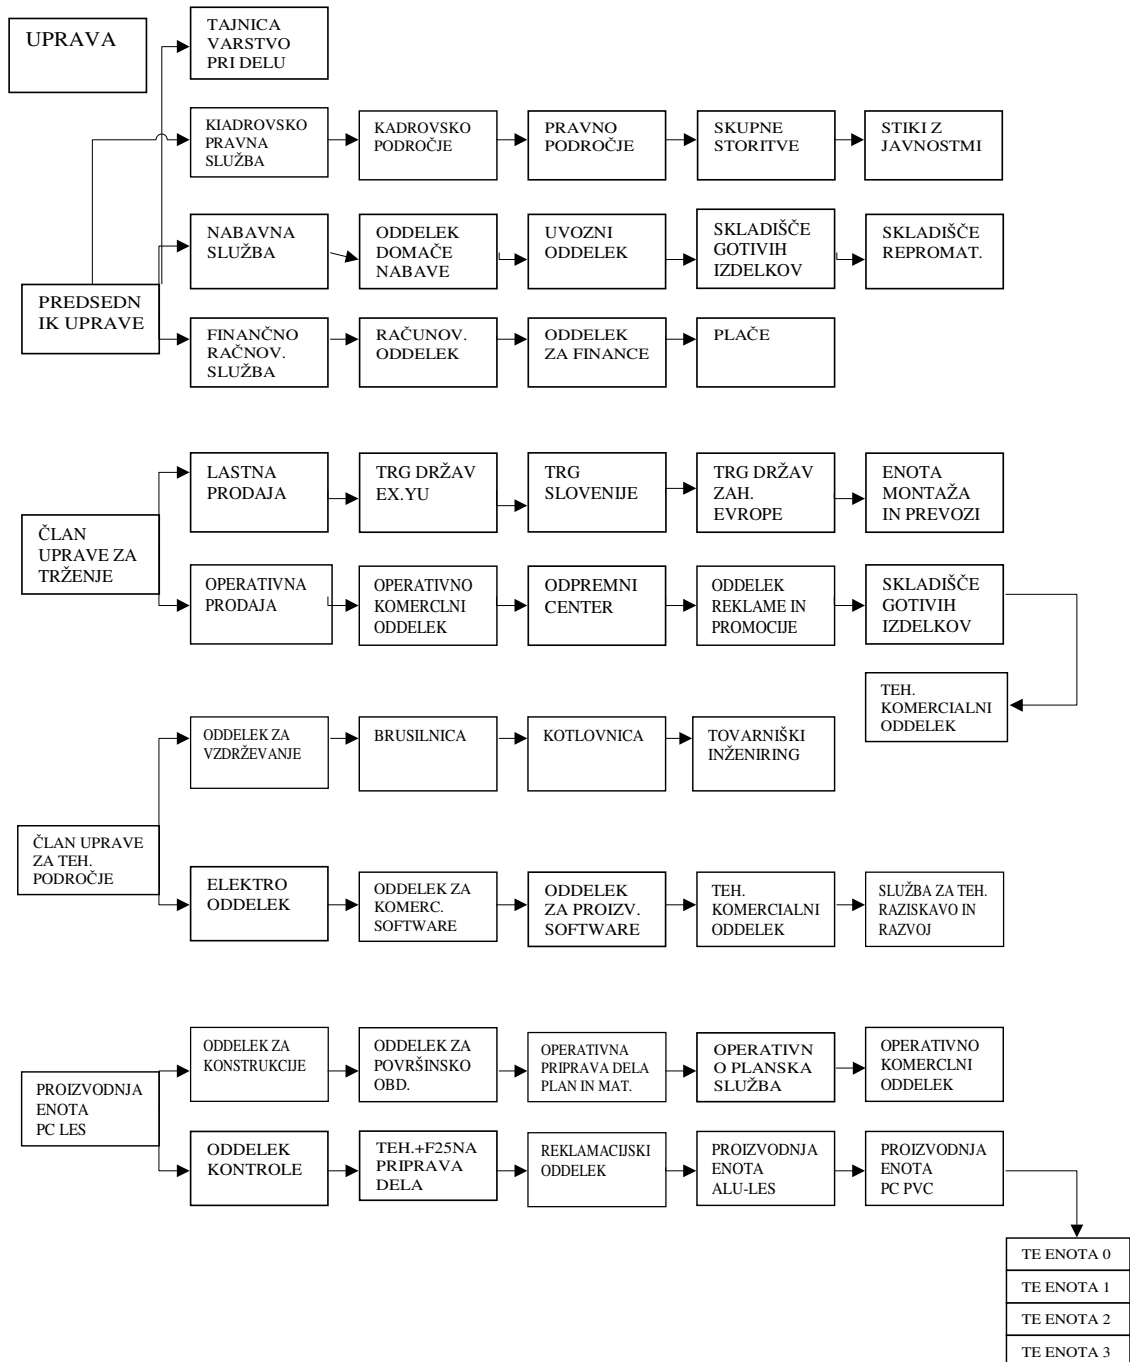 UPRAVA
TAJNICA
VARSTVO
PRI DELU
KIADROVSKO
PRAVNA
SLUŽBA
KADROVSKO
PODROČJE
PRAVNO
PODROČJE
SKUPNE
STORITVE
STIKI Z
JAVNOSTMI
NABAVNA
SLUŽBA
ODDELEK
DOMAČE
NABAVE
UVOZNI
ODDELEK
SKLADIŠČE
GOTIVIH
IZDELKOV
SKLADIŠČE
REPROMAT.
PREDSEDN
IK UPRAVE
FINANČNO
RAČNOV.
SLUŽBA
RAČUNOV.
ODDELEK
ODDELEK
ZA FINANCE
PLAČE
LASTNA
PRODAJA
TRG DRŽAV
EX.YU
TRG
SLOVENIJE
TRG DRŽAV
ZAH.
EVROPE
ENOTA
MONTAŽA
IN PREVOZI
ČLAN
UPRAVE ZA
TRŽENJE
OPERATIVNA
PRODAJA
OPERATIVNO
KOMERCLNI
ODDELEK
ODPREMNI
CENTER
ODDELEK
REKLAME IN
PROMOCIJE
SKLADIŠČE
GOTIVIH
IZDELKOV
TEH.
KOMERCIALNI
ODDELEK
ODDELEK ZA
VZDRŽEVANJE
BRUSILNICA
KOTLOVNICA
TOVARNIŠKI
INŽENIRING
ČLAN UPRAVE
ZA TEH.
PODROČJE
ELEKTRO
ODDELEK
ODDELEK ZA
KOMERC.
SOFTWARE
ODDELEK
ZA PROIZV.
SOFTWARE
TEH.
KOMERCIALNI
ODDELEK
SLUŽBA ZA TEH.
RAZISKAVO IN
RAZVOJ
ODDELEK ZA
KONSTRUKCIJE
ODDELEK ZA
POVRŠINSKO
OBD.
OPERATIVNA
PRIPRAVA DELA
PLAN IN MAT.
OPERATIVN
O PLANSKA
SLUŽBA
OPERATIVNO
KOMERCLNI
ODDELEK
PROIZVODNJA
ENOTA
PC LES
ODDELEK
KONTROLE
TEH.+F25NA
PRIPRAVA
DELA
REKLAMACIJSKI
ODDELEK
PROIZVODNJA
ENOTA
ALU-LES
PROIZVODNJA
ENOTA
PC PVC
TE ENOTA 0
TE ENOTA 1
TE ENOTA 2
TE ENOTA 3